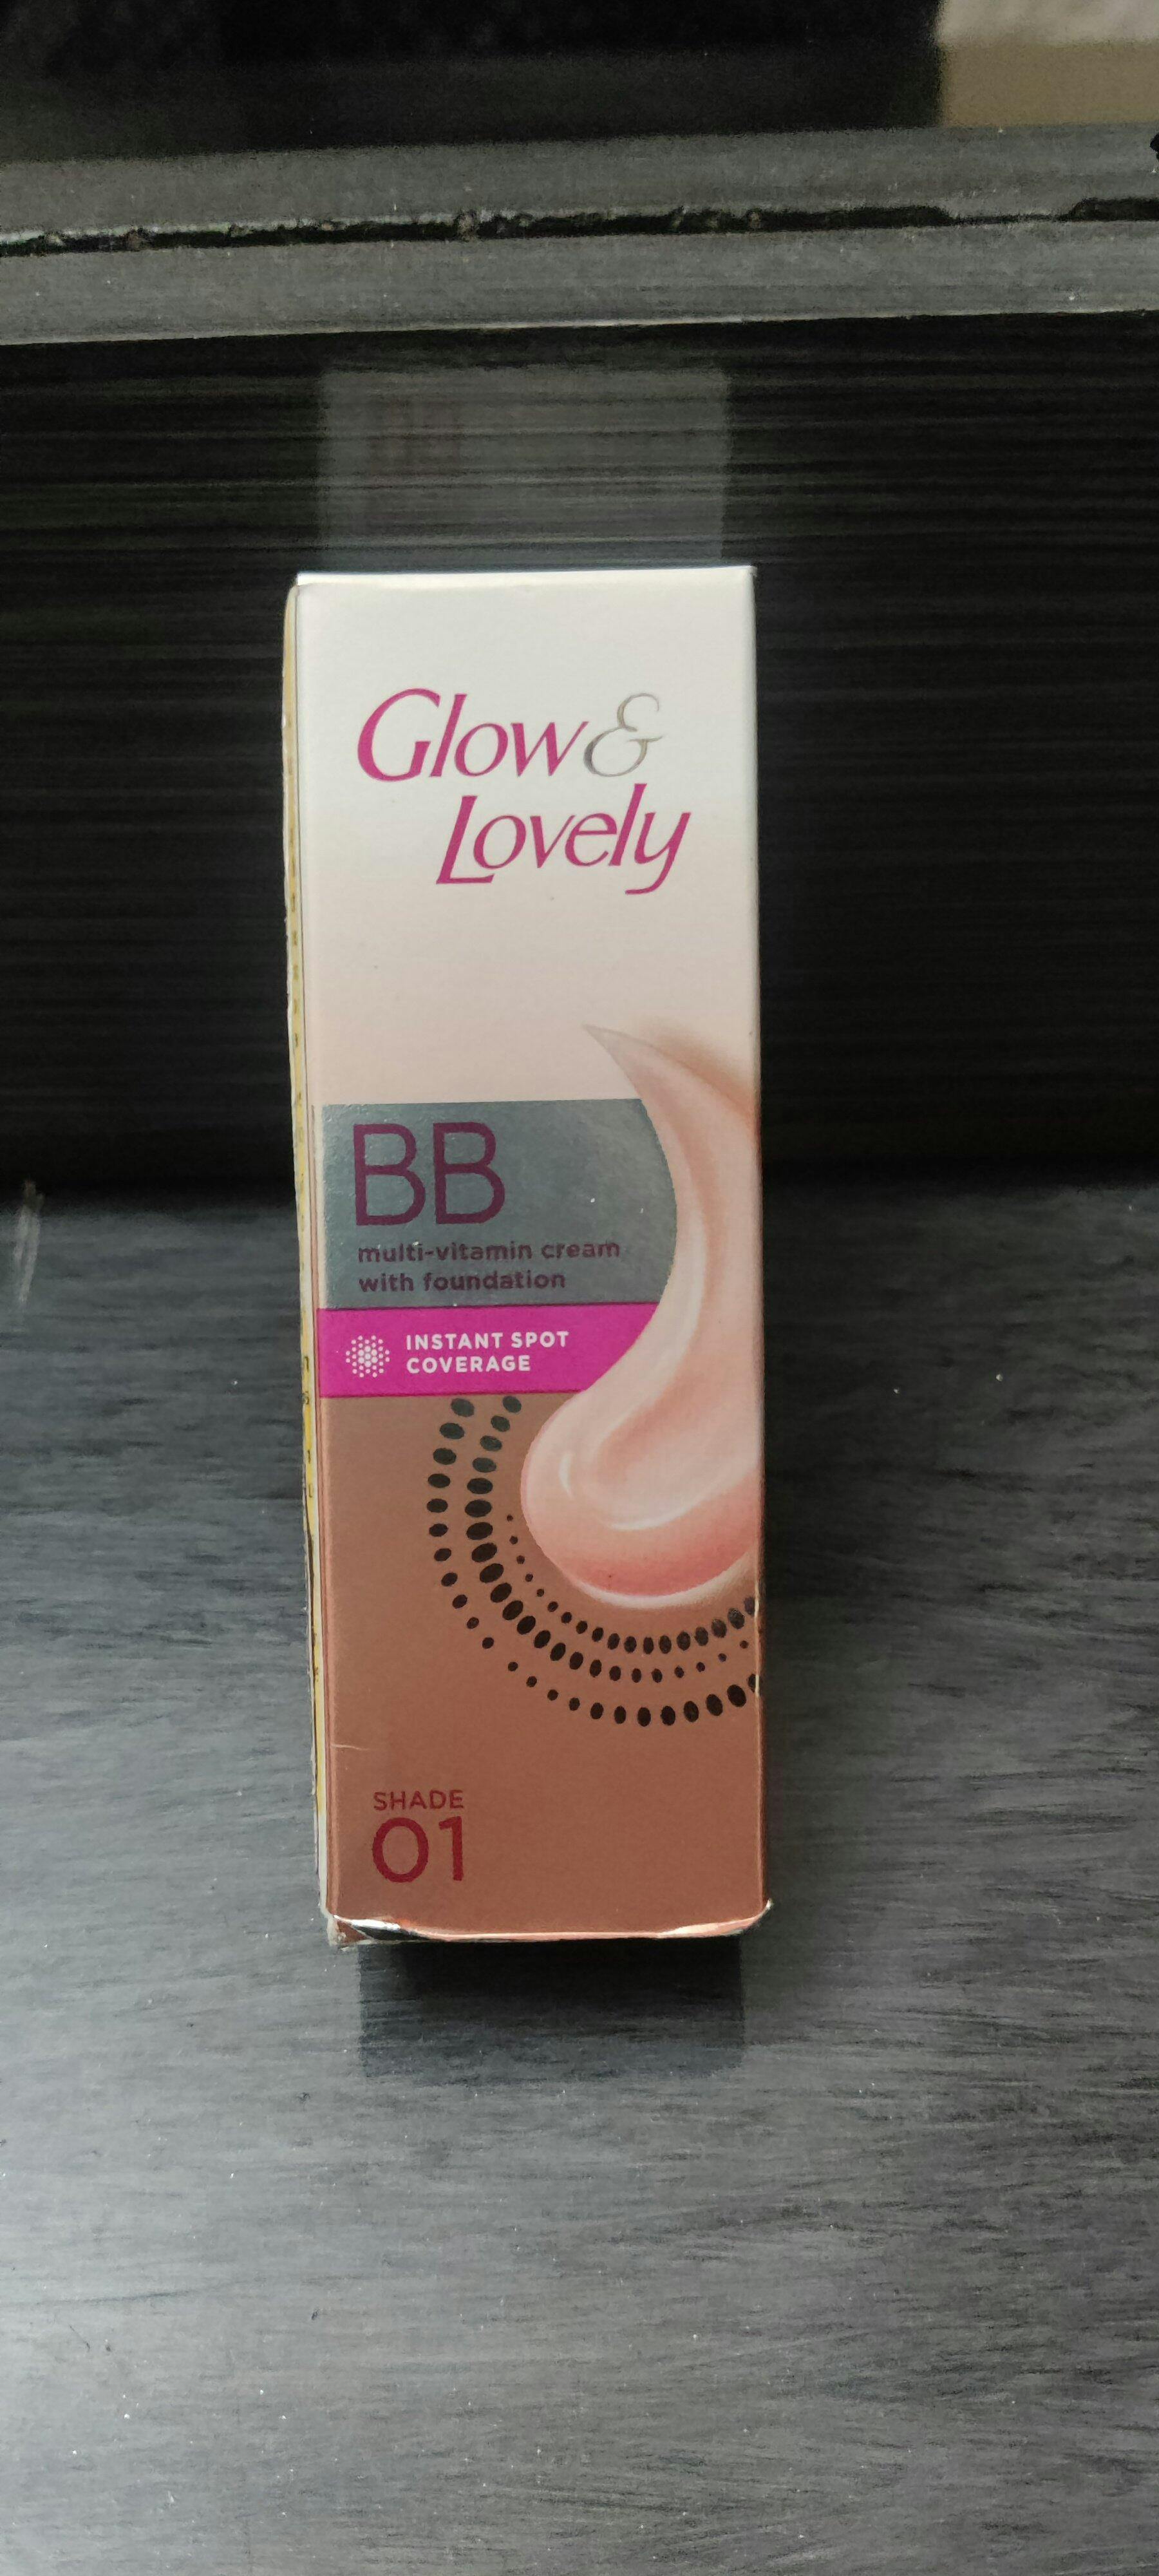 Glow &
Lovely
BB
multi-vitamin cream
with foundation
INSTANT SPOT
COVERAGE
SHADE
01